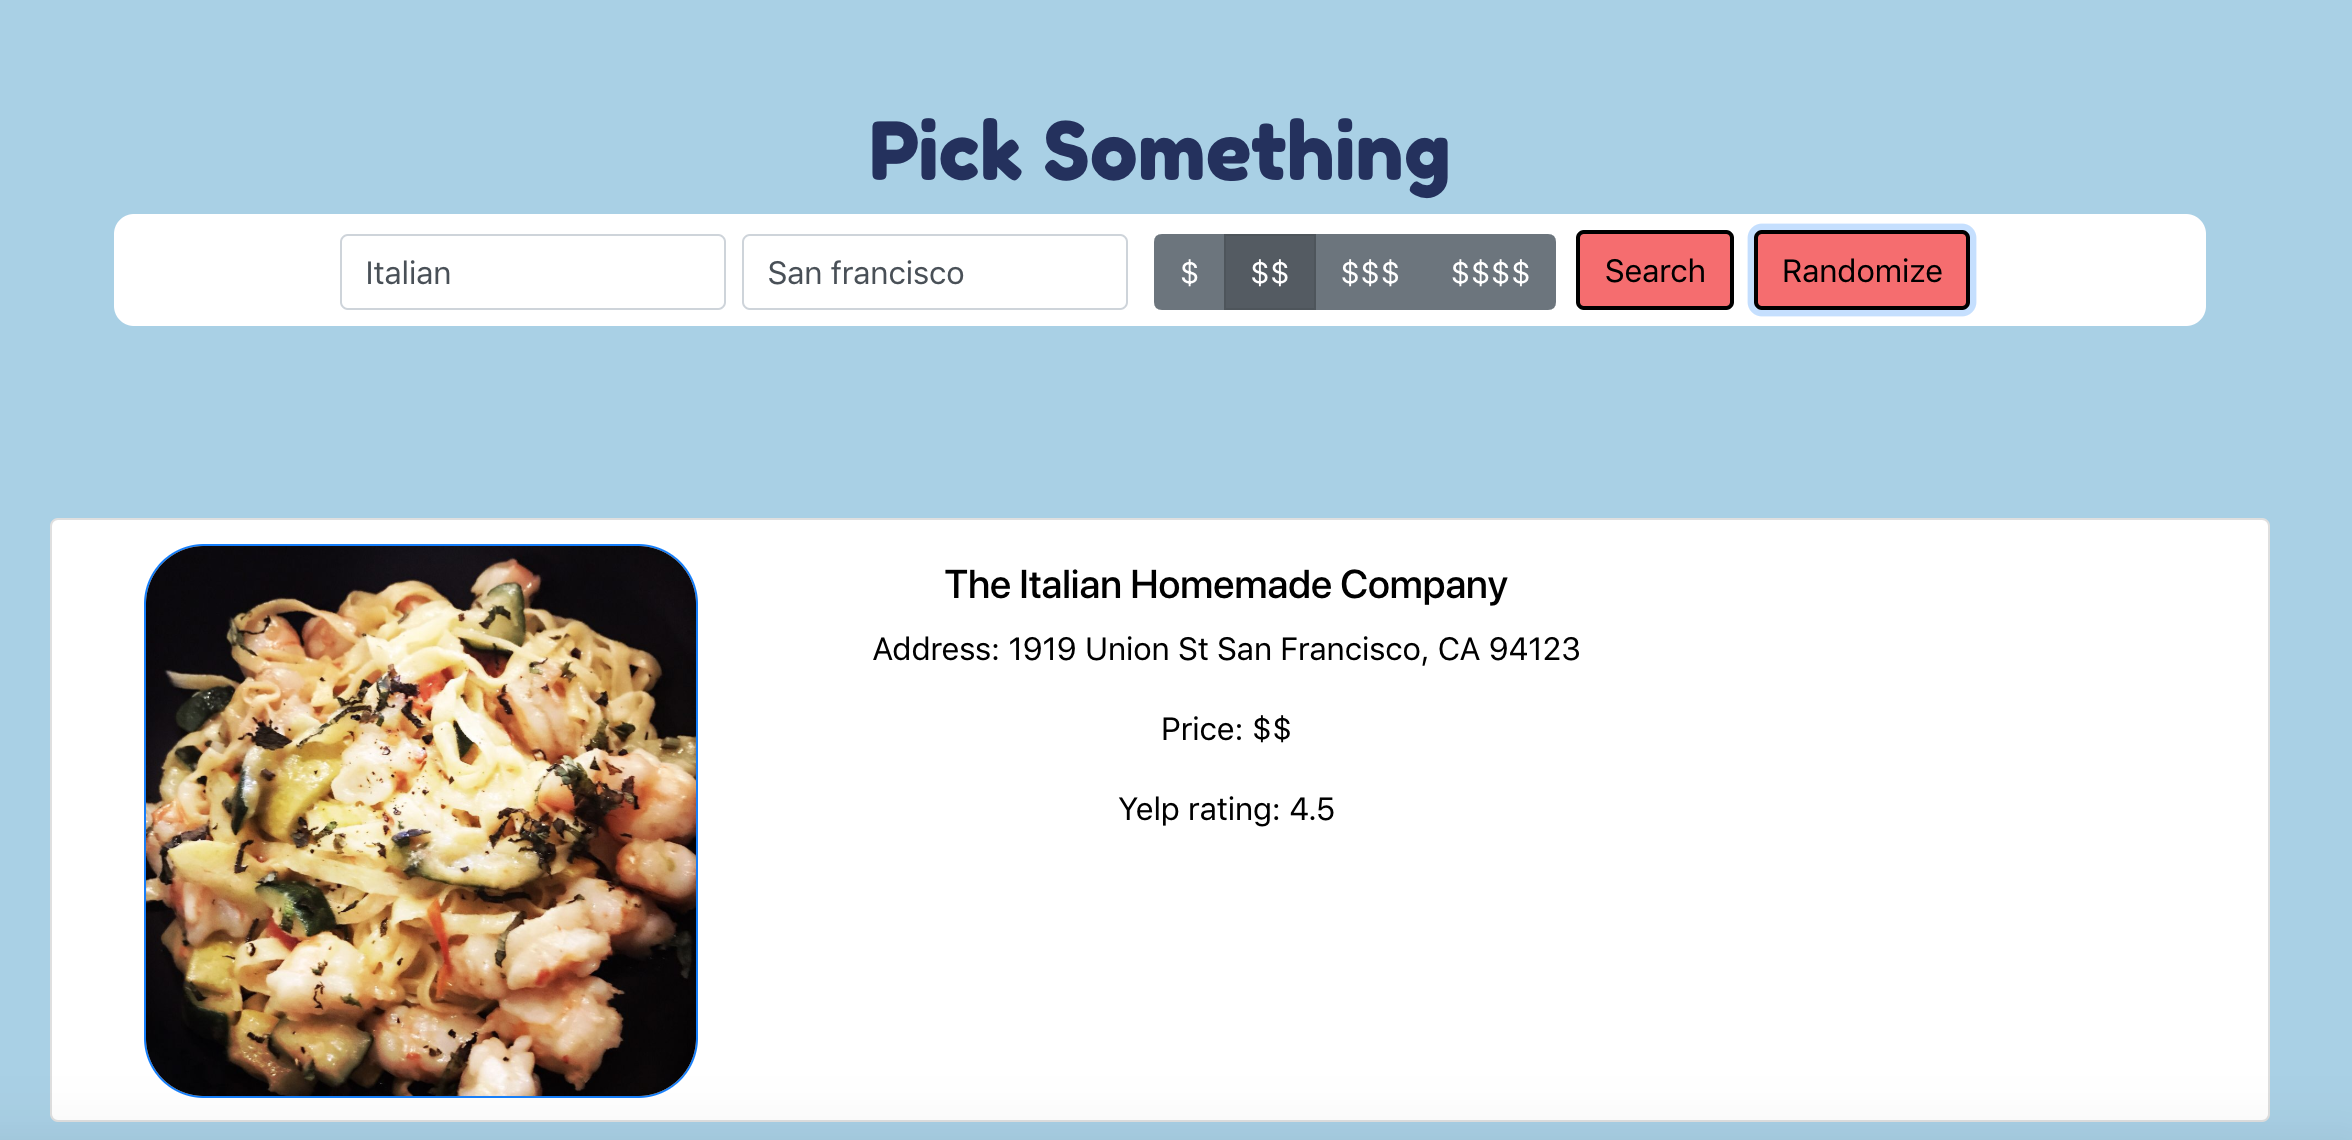 Pick Something
Italian
San francisco
$ $$ $$$ $$$$
Search
Randomize
The Italian Homemade Company
Address: 1919 Union St San Francisco, CA 94123
Price: $$
Yelp rating: 4.5